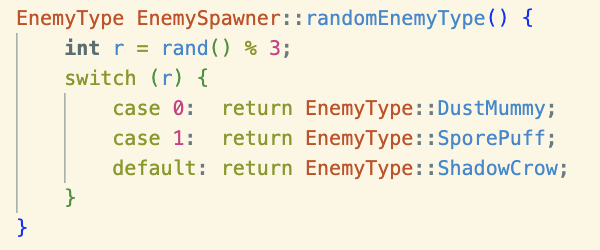 EnemyType EnemySpawner::randomEnemyType() {
    int r = rand() % 3;
    switch (r) {
        case 0:  return EnemyType::DustMummy;
        case 1:  return EnemyType::SporePuff;
        default: return EnemyType::ShadowCrow;
    }
}